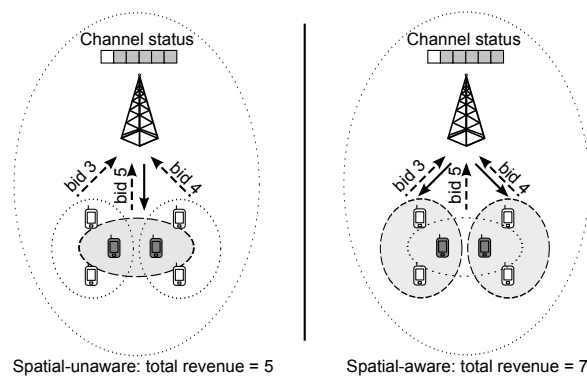 Channel status
bid 3
bid 5
bid 4
Spatial-unaware: total revenue = 5
Channel status
bid 3
bid 5
bid 4
Spatial-aware: total revenue = 7